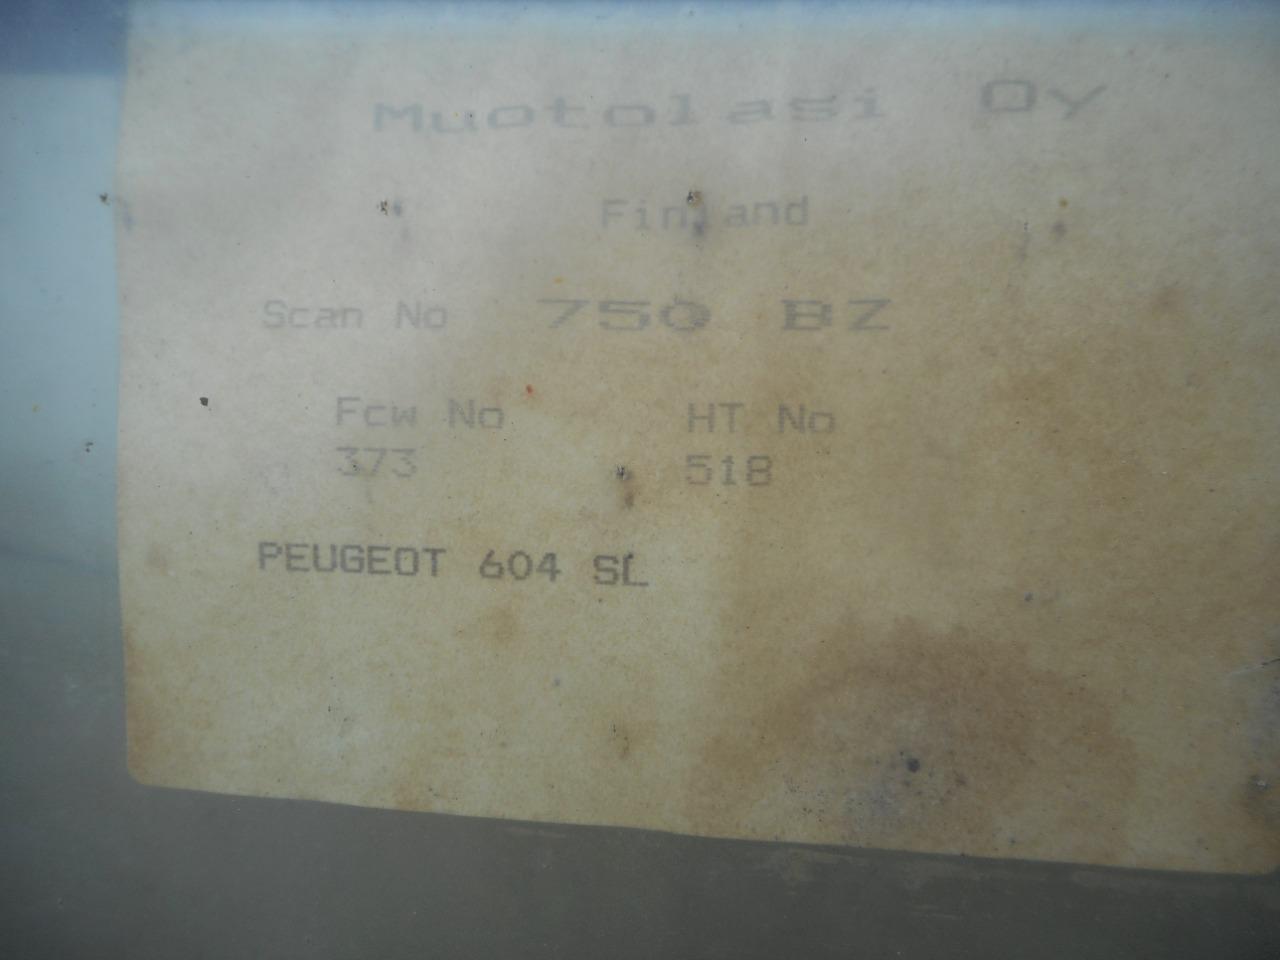 Muotolasi Oy
Finland
Scan No 750 BZ
Fcw No HT No
373 518
PEUGEOT 604 SL